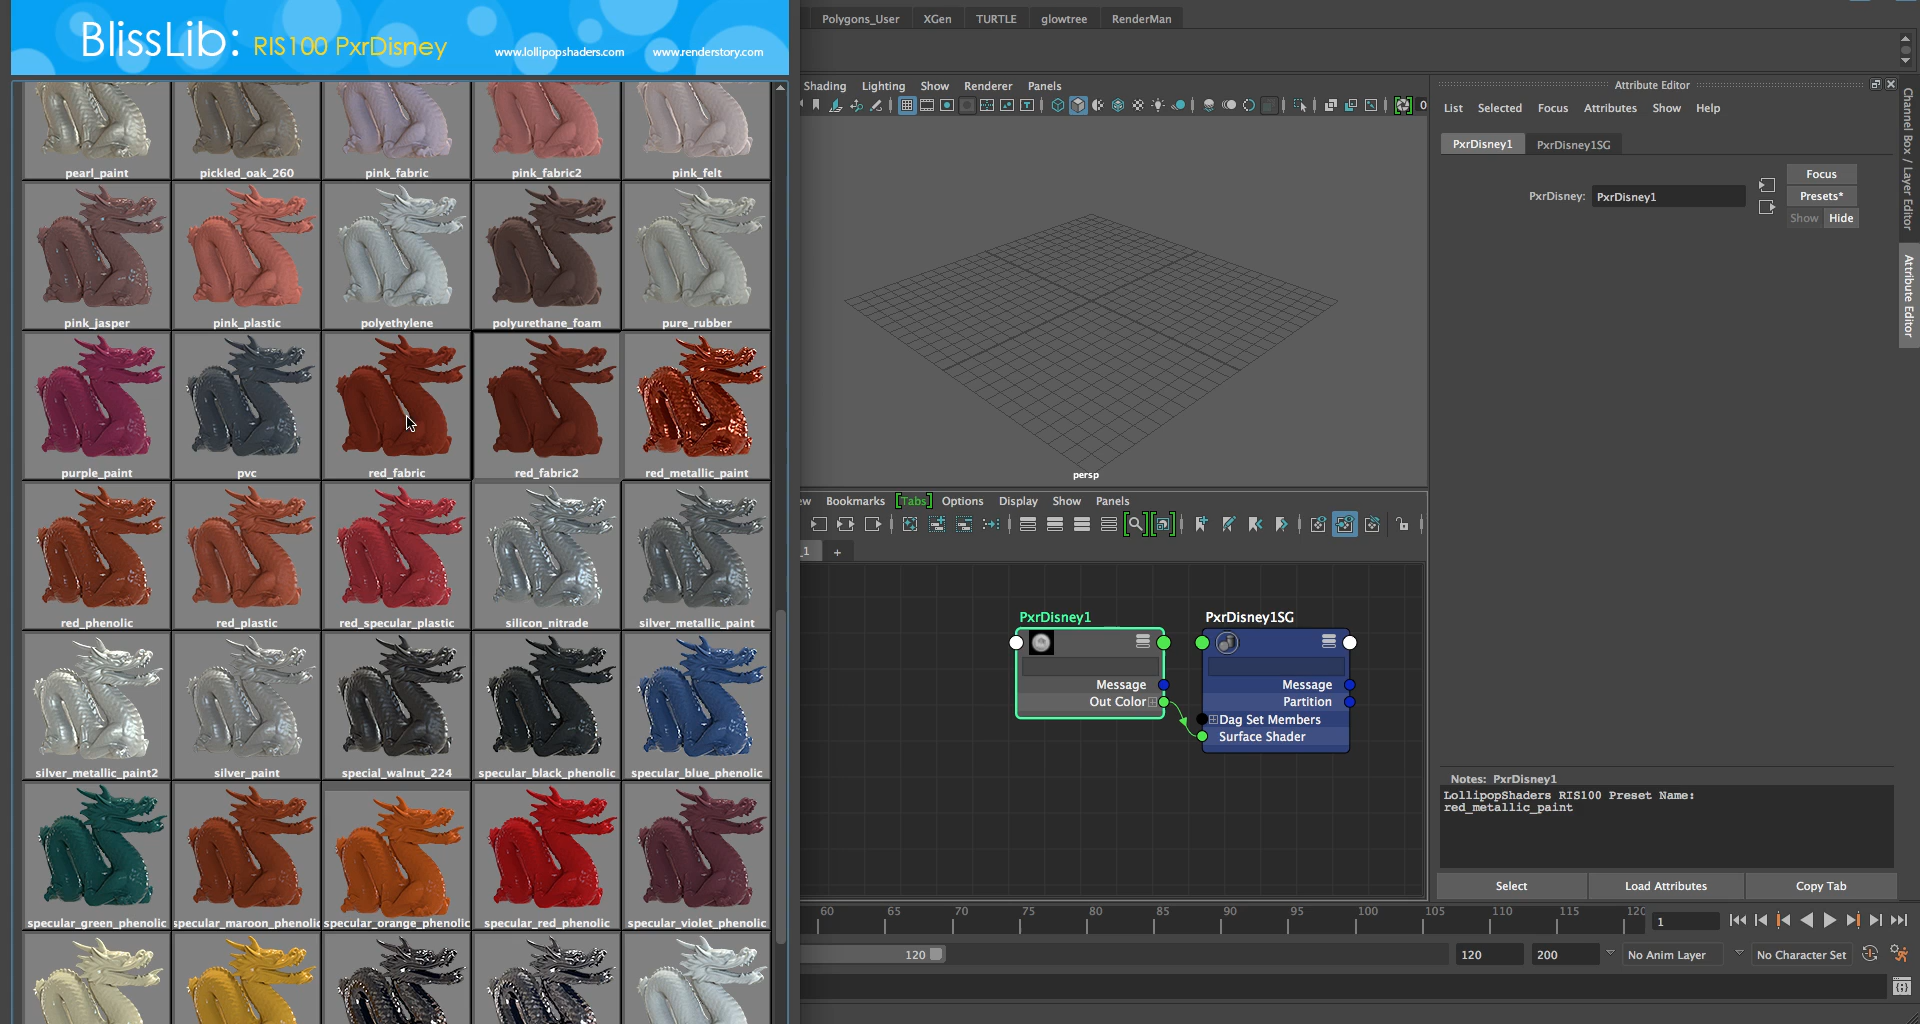 BlissLib: RIS100 PxrDisney www.lollipopshaders.com www.renderstory.com
pearl_paint pickled_oak_260 pink_fabric pink_fabric2 pink_felt
pink_jasper pink_plastic polyethylene polyurethane_foam pure_rubber
purple_paint pvc red_fabric red_fabric2 red_metallic_paint
red_phenolic red_plastic red_specular_plastic silicon_nitrade silver_metallic_paint
silver_metallic_paint2 silver_paint special_walnut_224 specular_black_phenolic specular_blue_phenolic
specular_green_phenolic specular_maroon_phenolic specular_orange_phenolic specular_red_phenolic specular_violet_phenolic
Polygons_User XGen TURTLE glowtree RenderMan
Shading Lighting Show Renderer Panels
0
persp
ew Bookmarks [Tabs] Options Display Show Panels
_1 +
PxrDisney1
Message
Out Color
PxrDisney1SG
Message
Partition
Dag Set Members
Surface Shader
Attribute Editor
List Selected Focus Attributes Show Help
PxrDisney1 PxrDisney1SG
PxrDisney: PxrDisney1
Focus
Presets*
Show Hide
Notes: PxrDisney1
LollipopShaders RIS100 Preset Name:
red_metallic_paint
Select Load Attributes Copy Tab
Channel Box / Layer Editor
Attribute Editor
60 65 70 75 80 85 90 95 100 105 110 115 120
1
120
120 200 No Anim Layer No Character Set